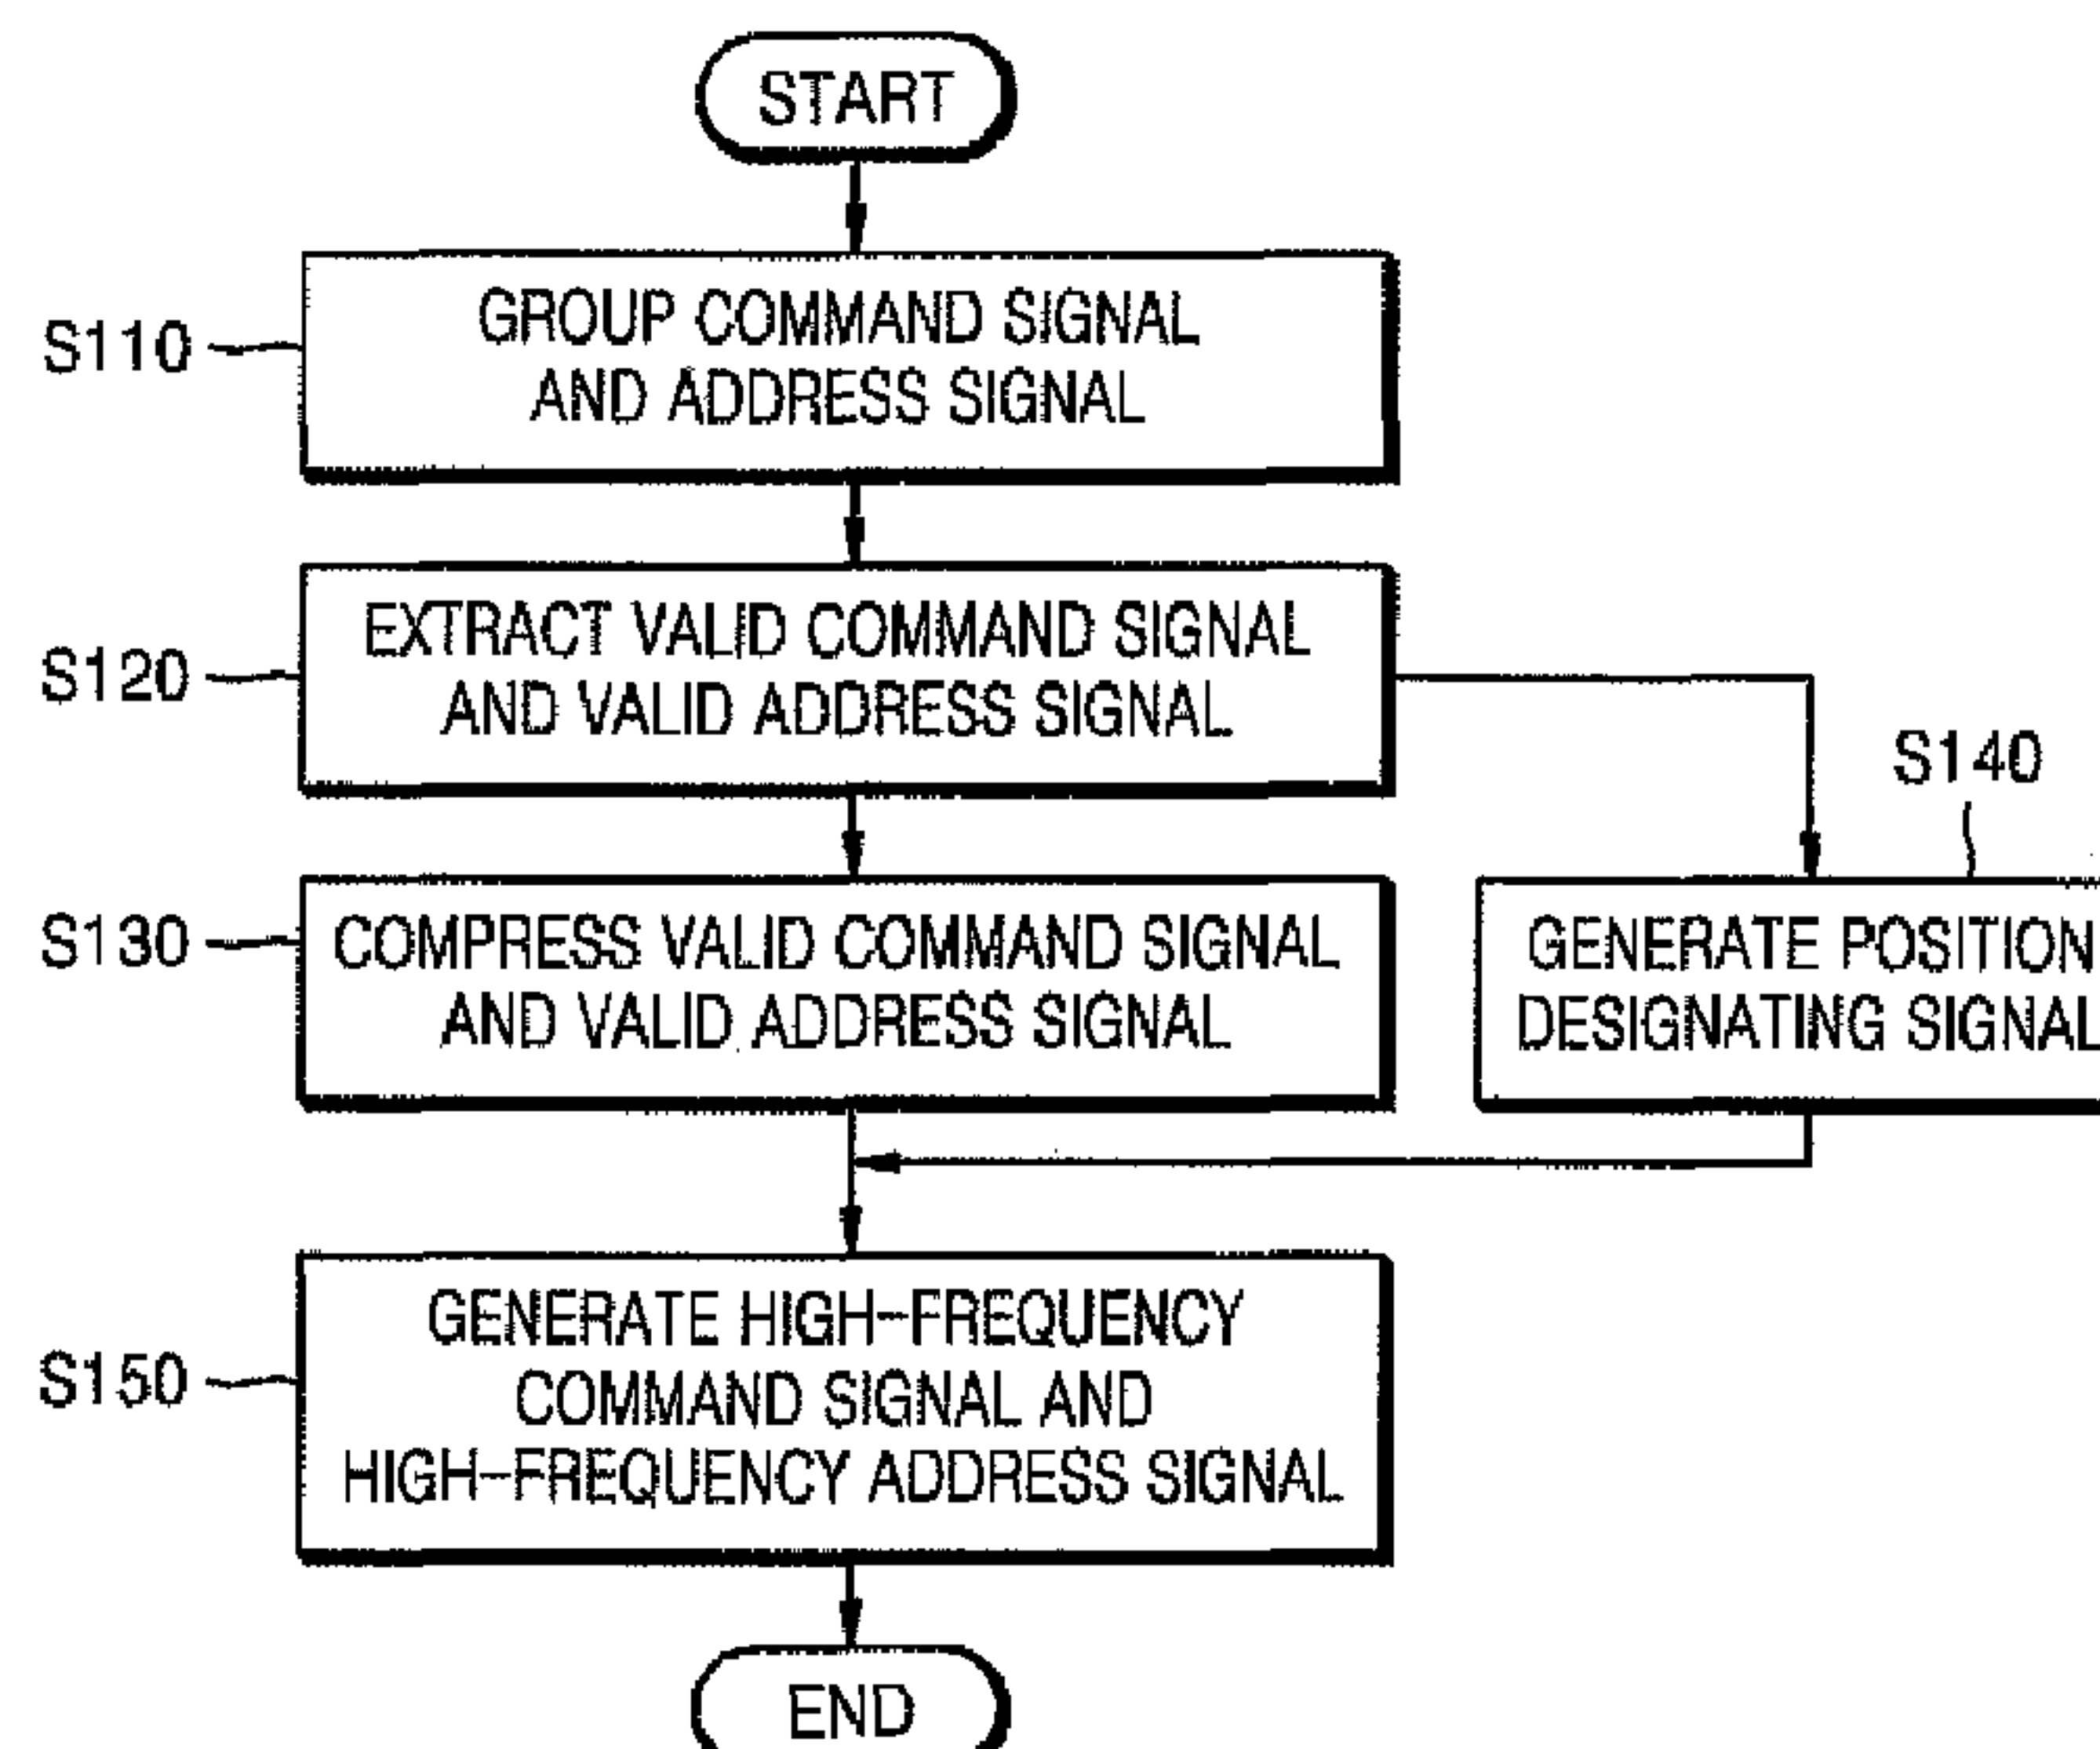 START
S110
GROUP COMMAND SIGNAL
AND ADDRESS SIGNAL
S120
EXTRACT VALID COMMAND SIGNAL
AND VALID ADDRESS SIGNAL
S130
COMPRESS VALID COMMAND SIGNAL
AND VALID ADDRESS SIGNAL
S140
GENERATE POSITION
DESIGNATING SIGNAL
S150
GENERATE HIGH-FREQUENCY
COMMAND SIGNAL AND
HIGH-FREQUENCY ADDRESS SIGNAL
END